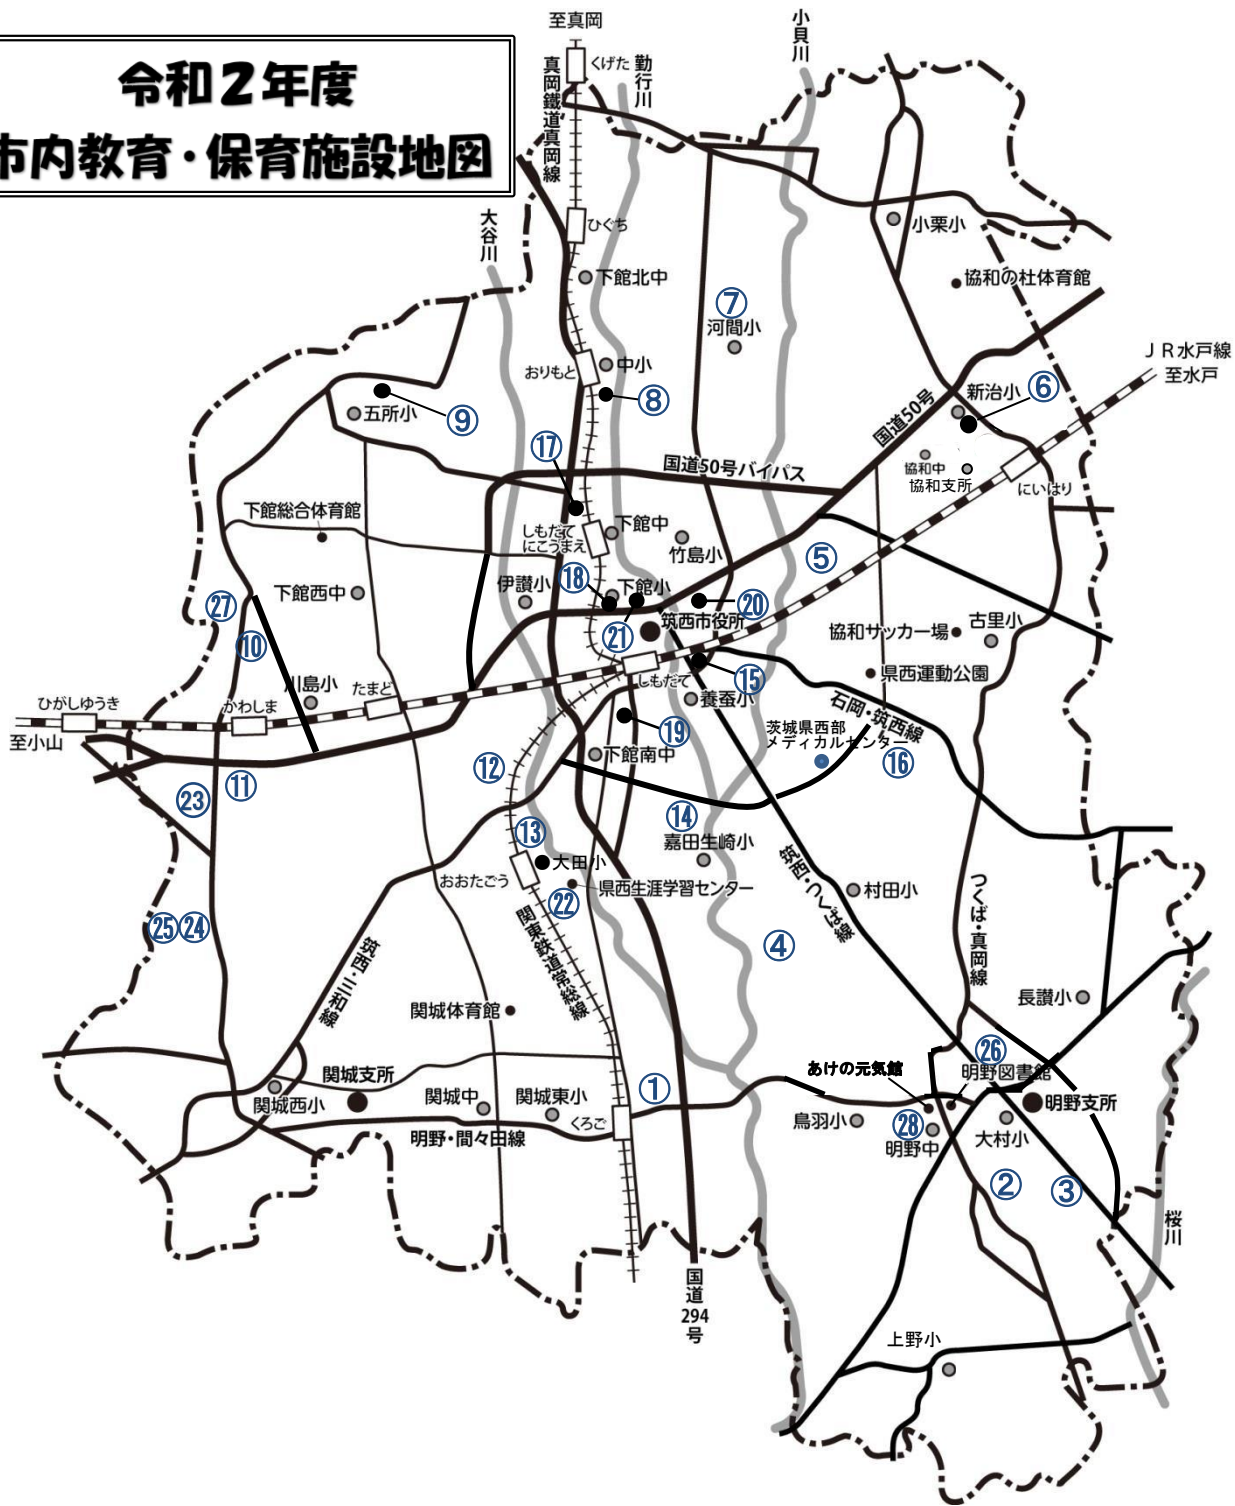 令和２年度
市内教育・保育施設地図
至真岡
小貝川
くげた
勤行川
真岡鐵道真岡線
大谷川
ひぐち
小栗小
下館北中
協和の杜体育館
⑦
河間小
ＪＲ水戸線
至水戸
おりもと
中小
⑧
新治小
⑥
⑨
五所小
国道50号
⑰
国道50号バイパス
協和中
協和支所
にいはり
下館総合体育館
しもだて
にこうまえ
下館中
竹島小
⑤
下館西中
伊讃小
⑱
下館小
⑳
㉗
⑩
㉑
筑西市役所
協和サッカー場
古里小
県西運動公園
川島小
たまど
しもだて
⑮
養蚕小
ひがしゆうき
かわしま
石岡・筑西線
至小山
⑲
茨城県西部
メディカルセンター
⑯
下館南中
⑫
⑪
㉓
⑭
⑬
嘉田生崎小
大田小
おおたごう
県西生涯学習センター
村田小
筑西・つくば線
つくば・真岡線
㉒
㉕
㉔
関東鉄道常総線
④
筑西・三和線
長讃小
関城体育館
㉖
あけの元気館
明野図書館
関城支所
①
関城西小
関城中
関城東小
くろご
鳥羽小
㉘
明野支所
明野・間々田線
明野中
大村小
②
③
桜川
国道294号
上野小